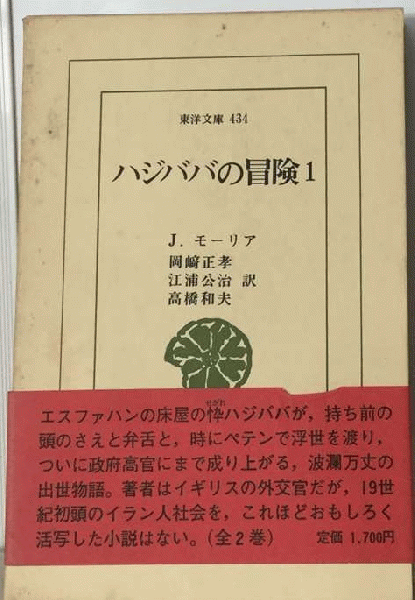 東洋文庫 434
ハジババの冒険1
J. モーリア
岡﨑正孝
江浦公治 訳
高橋和夫
せがれ
エスファハンの床屋の忰ハジババが，持ち前の
頭のさえと弁舌と，時にペテンで浮世を渡り，
ついに政府高官にまで成り上がる，波瀾万丈の
出世物語。著者はイギリスの外交官だが，19世
紀初頭のイラン人社会を，これほどおもしろく
活写した小説はない。(全2巻) 定価 1,700円